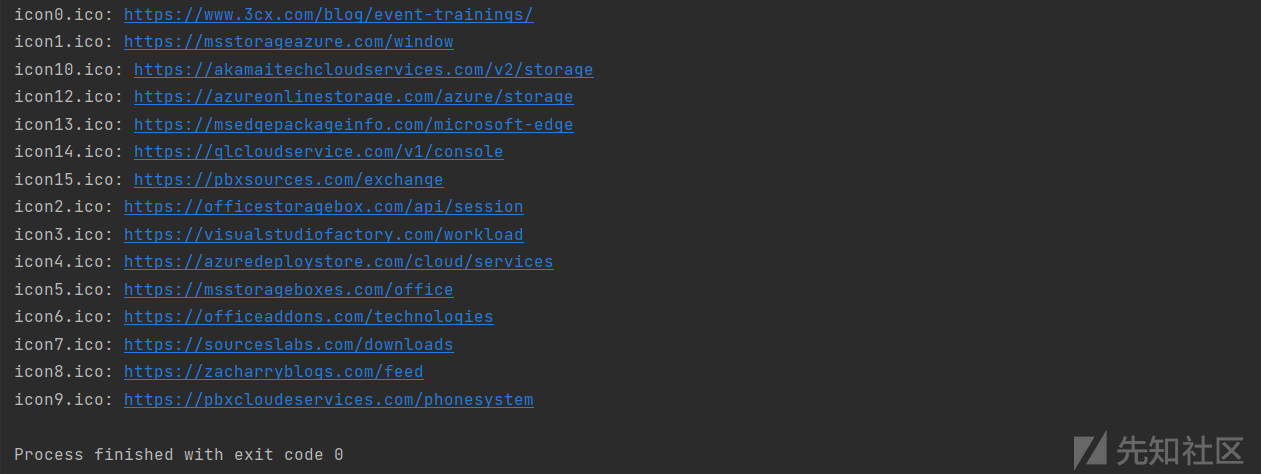 icon0.ico: https://www.3cx.com/blog/event-trainings/
icon1.ico: https://msstorageazure.com/window
icon10.ico: https://akamaitechcloudservices.com/v2/storage
icon12.ico: https://azureonlinestorage.com/azure/storage
icon13.ico: https://msedgepackageinfo.com/microsoft-edge
icon14.ico: https://glcloudservice.com/v1/console
icon15.ico: https://pbxsources.com/exchange
icon2.ico: https://officestoragebox.com/api/session
icon3.ico: https://visualstudiofactory.com/workload
icon4.ico: https://azuredeploystore.com/cloud/services
icon5.ico: https://msstorageboxes.com/office
icon6.ico: https://officeaddons.com/technologies
icon7.ico: https://sourceslabs.com/downloads
icon8.ico: https://zacharryblogs.com/feed
icon9.ico: https://pbxcloudeservices.com/phonesystem
Process finished with exit code 0
先知社区